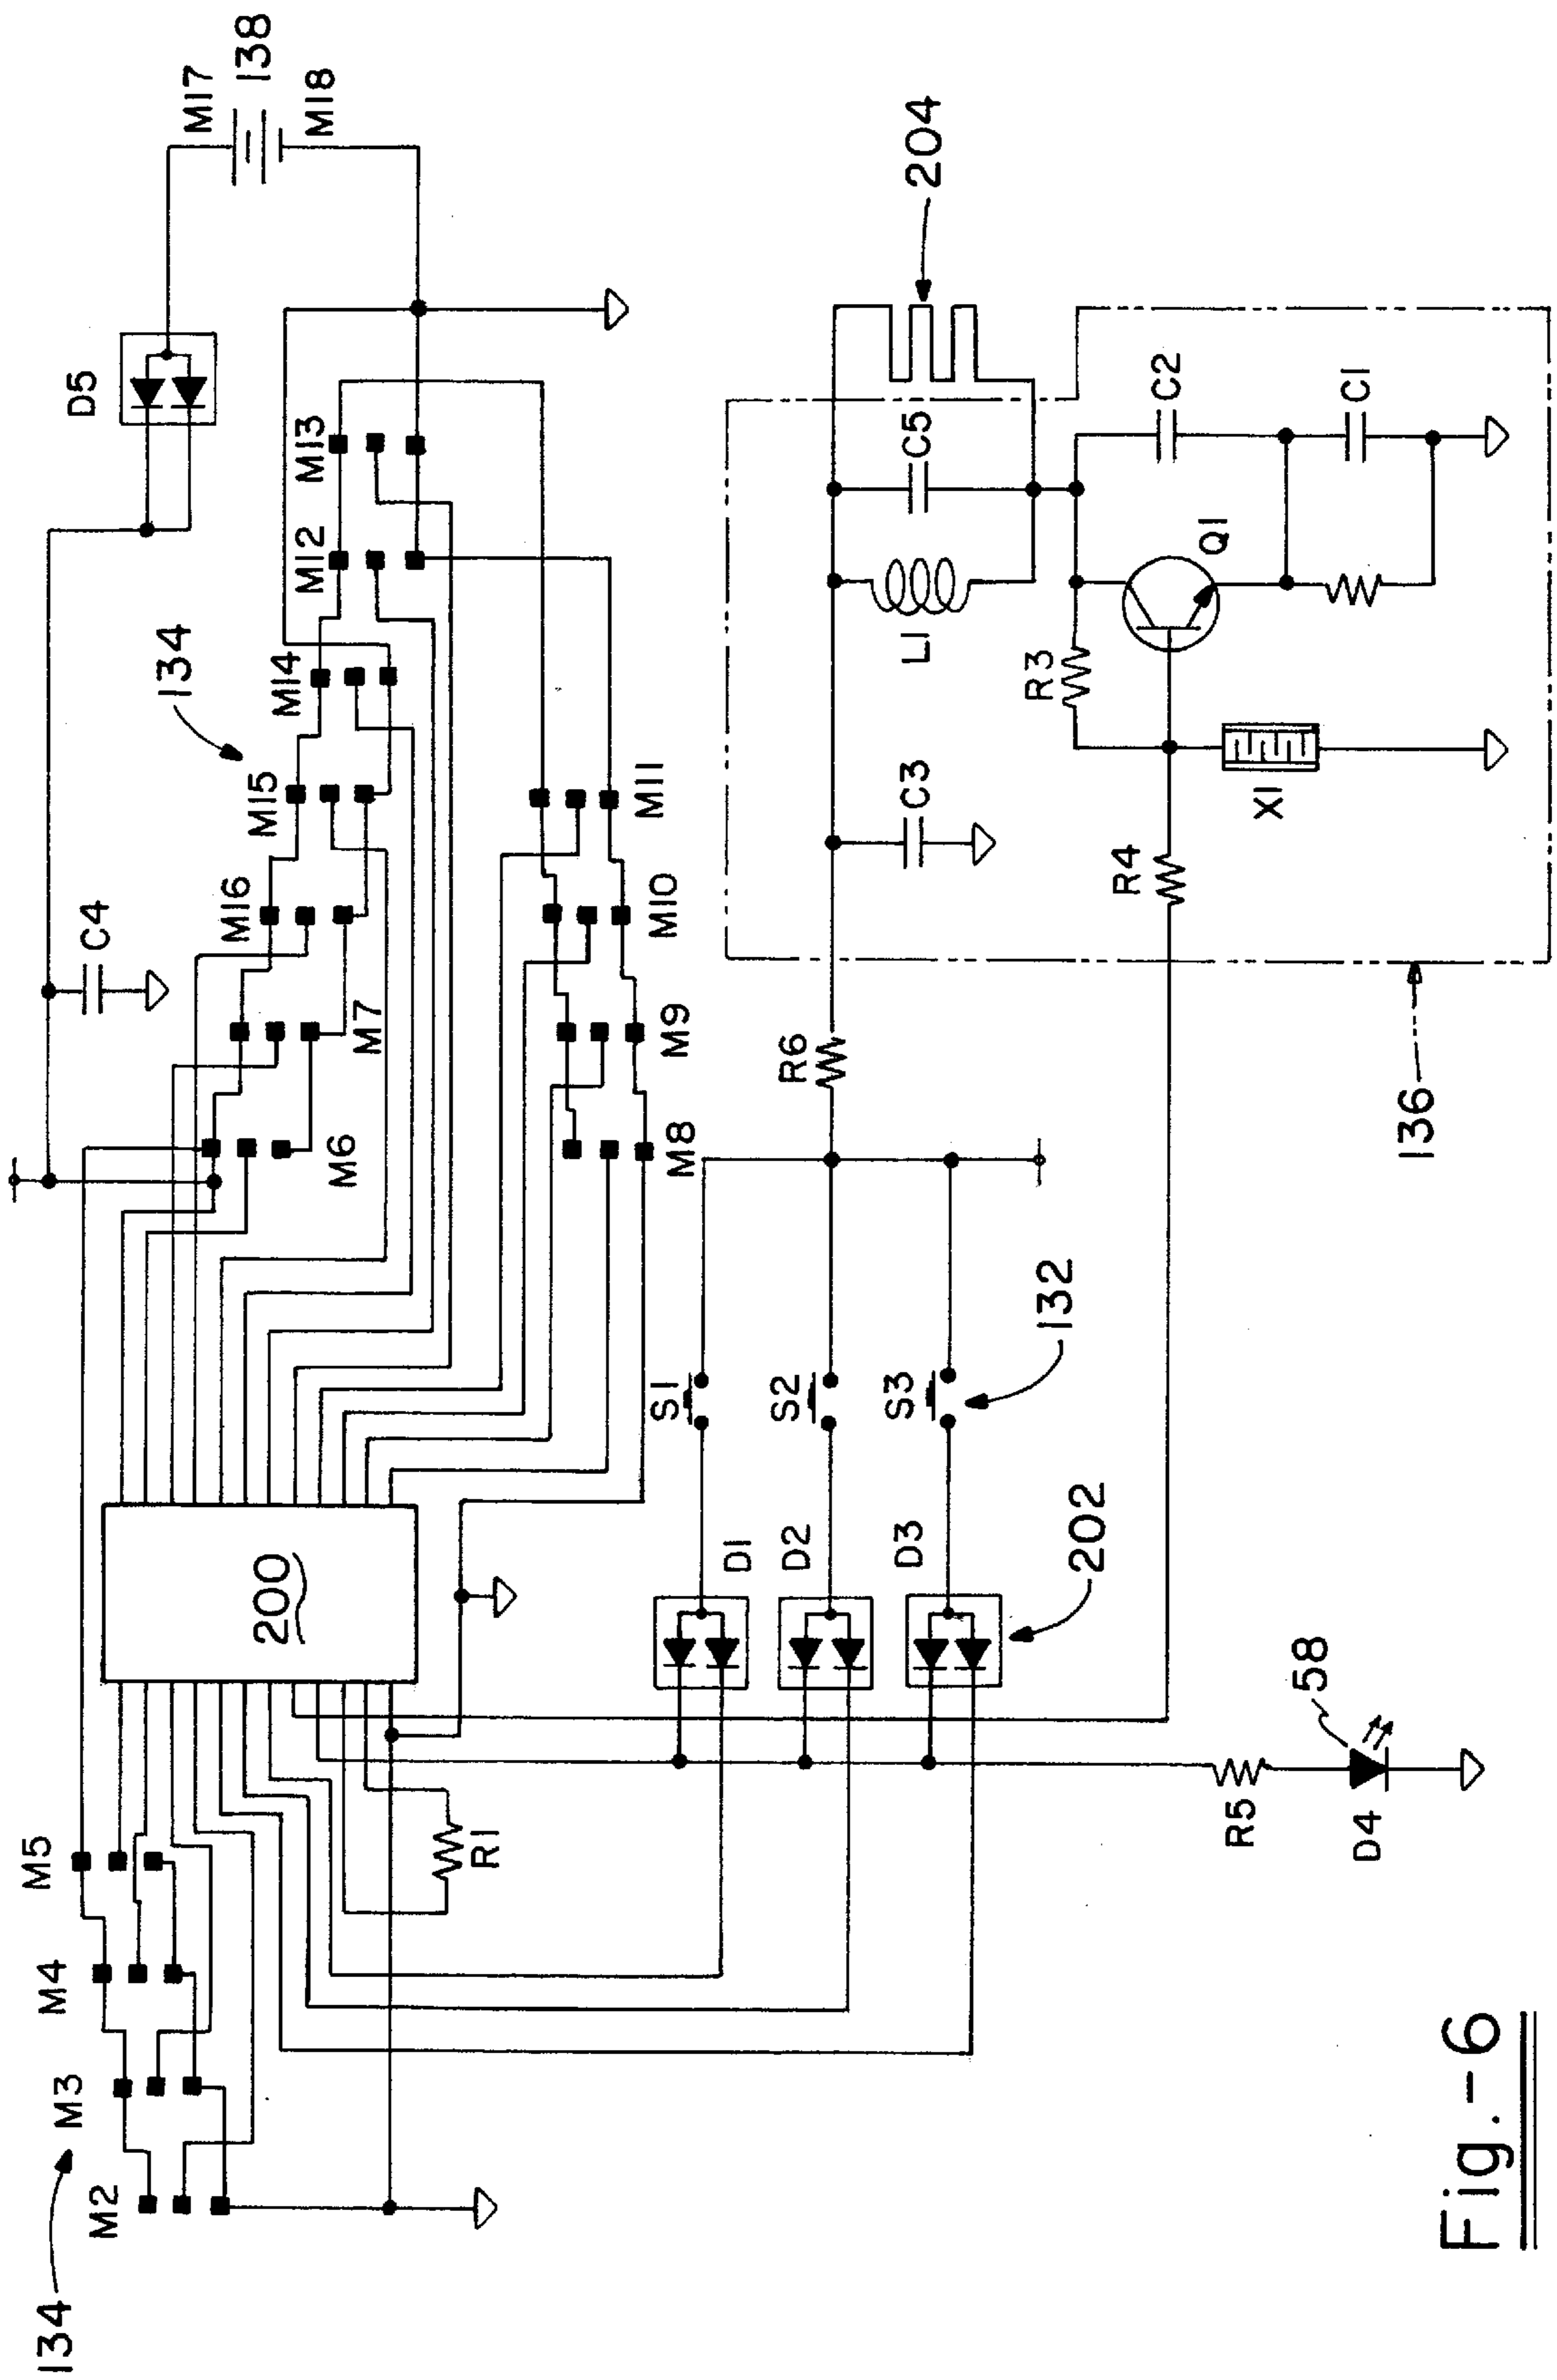 M17
138
M18
D5
M13
M12
134
M14
M15
M16
C4
M7
M6
M11
M10
M9
M8
204
C5
C2
C1
L1
Q1
R3
C3
X1
R4
R6
136
200
S1
S2
S3
132
D1
D2
D3
202
58
R5
D4
R1
M5
M4
M3
M2
134
Fig.-6